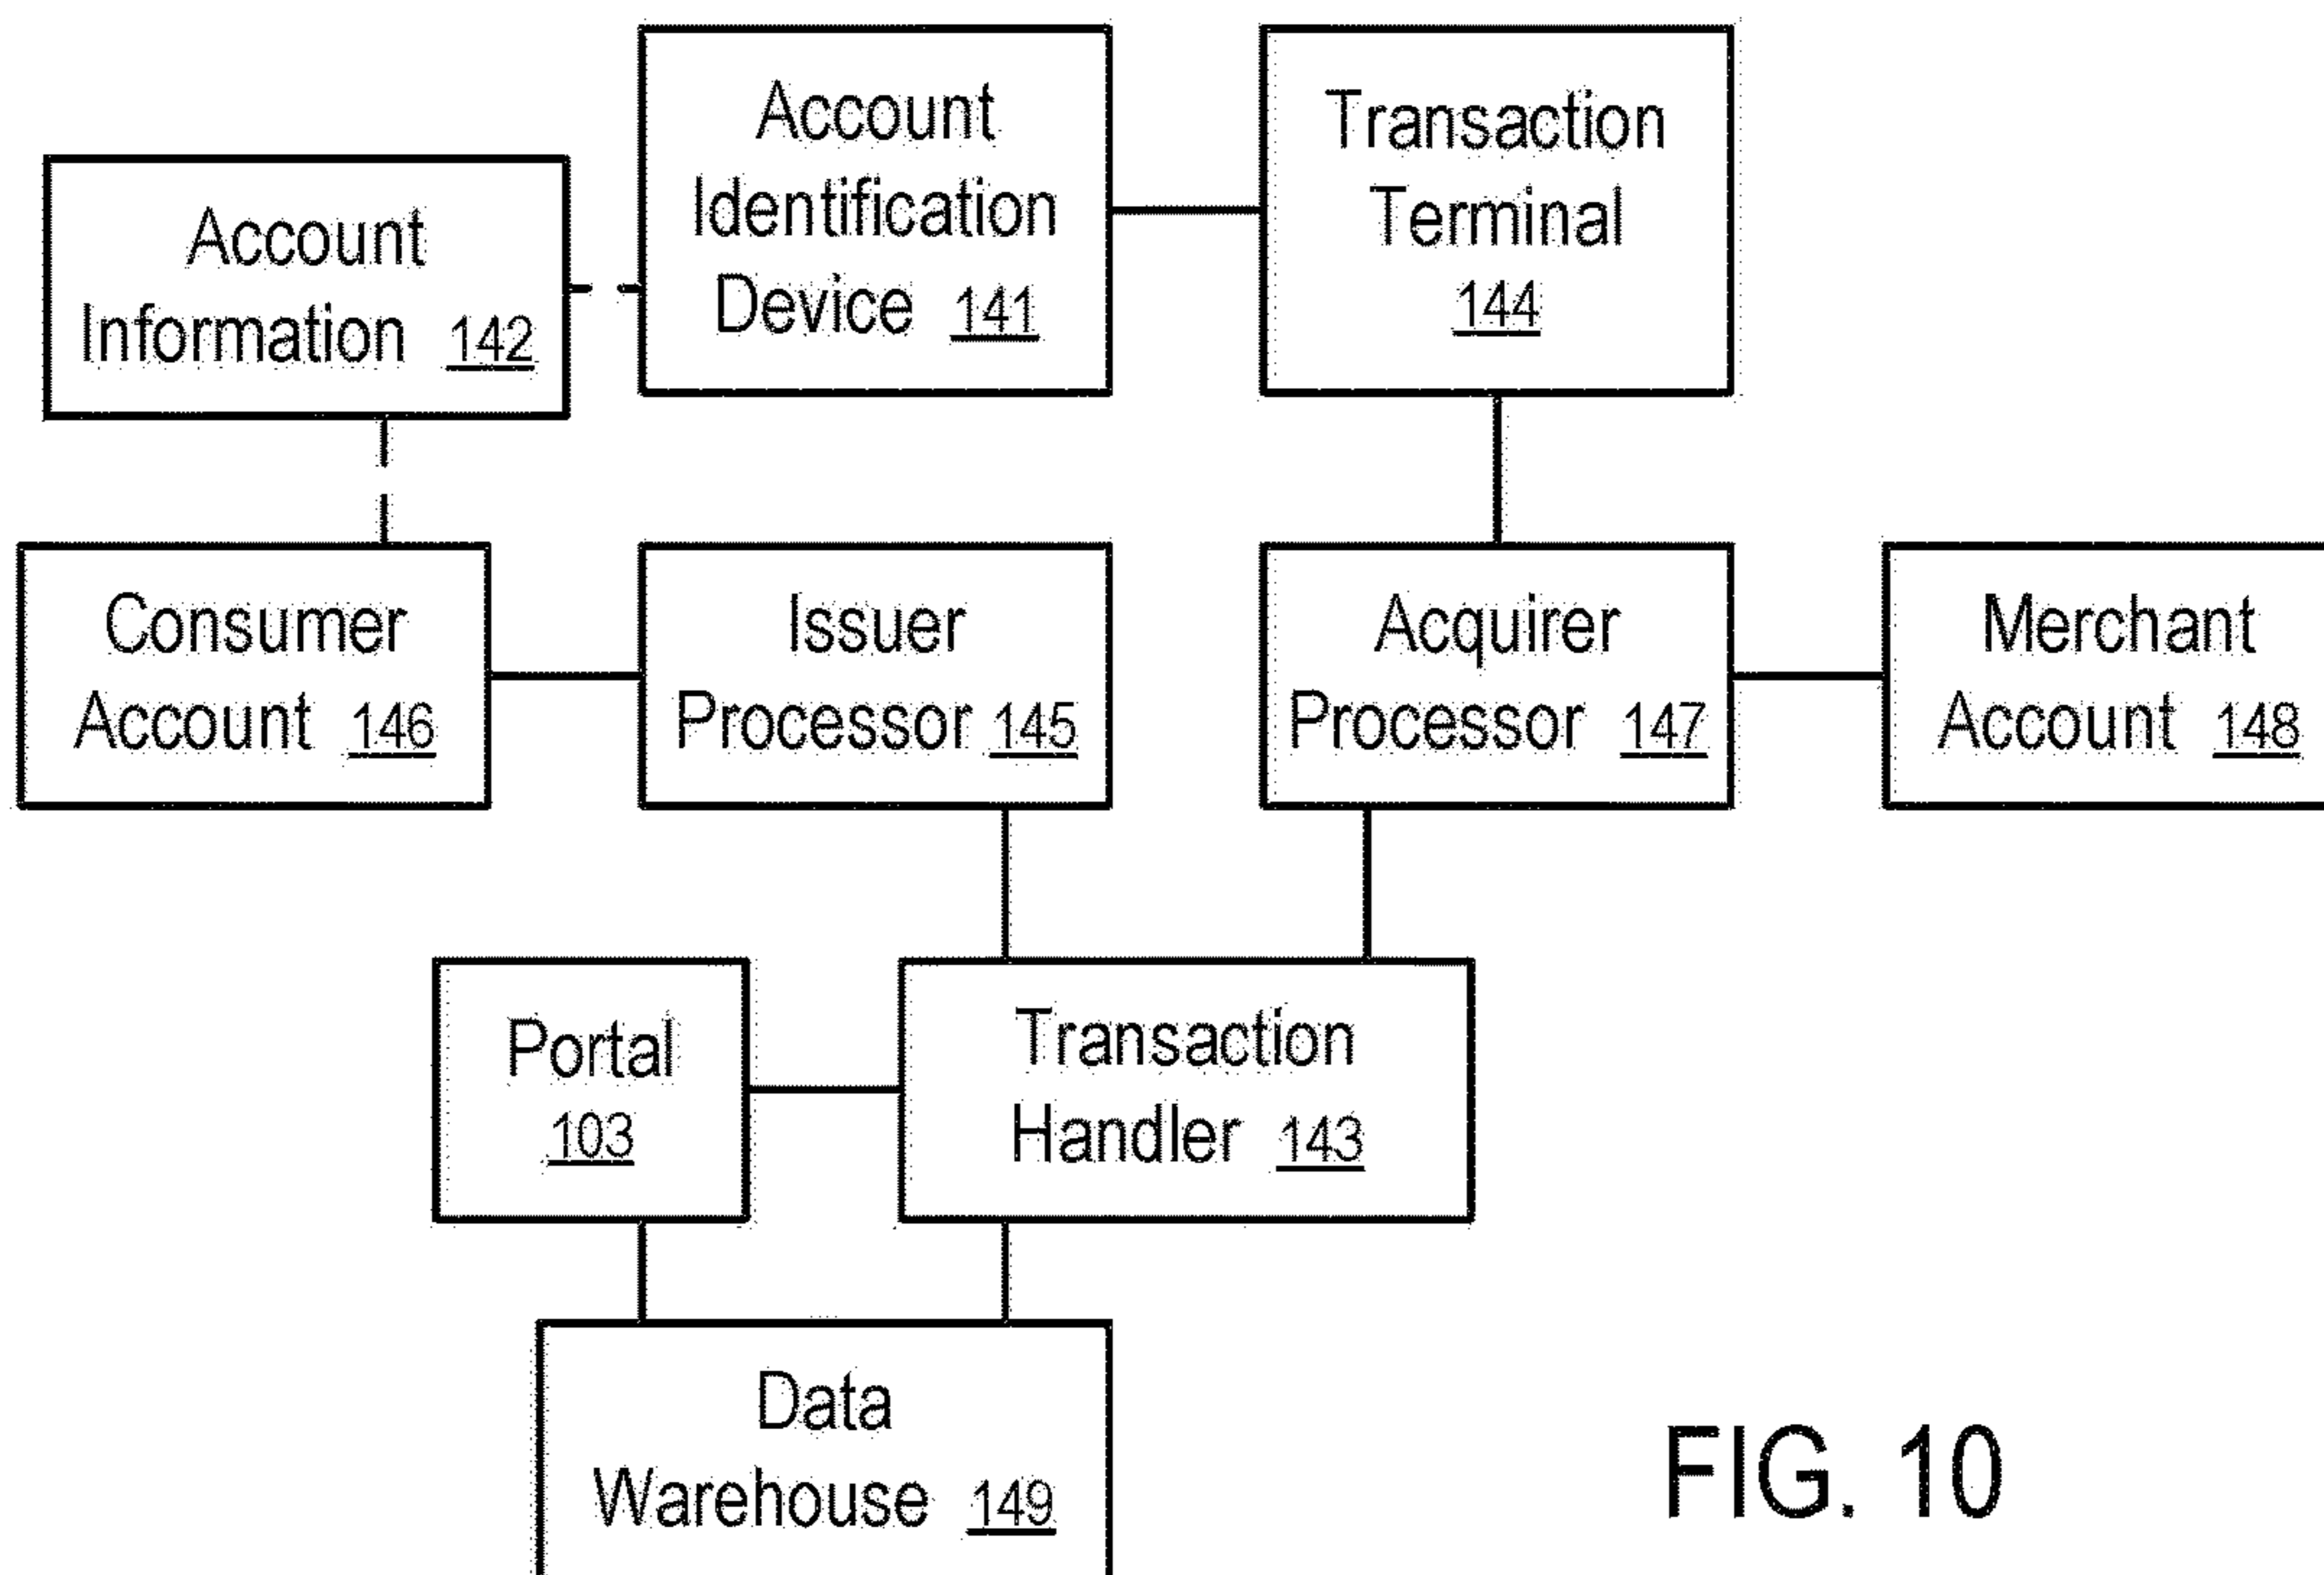 Account
Identification
Device 141
Transaction
Terminal
144
Account
Information 142
Consumer
Account 146
Issuer
Processor 145
Acquirer
Processor 147
Merchant
Account 148
Portal
103
Transaction
Handler 143
Data
Warehouse 149
FIG. 10